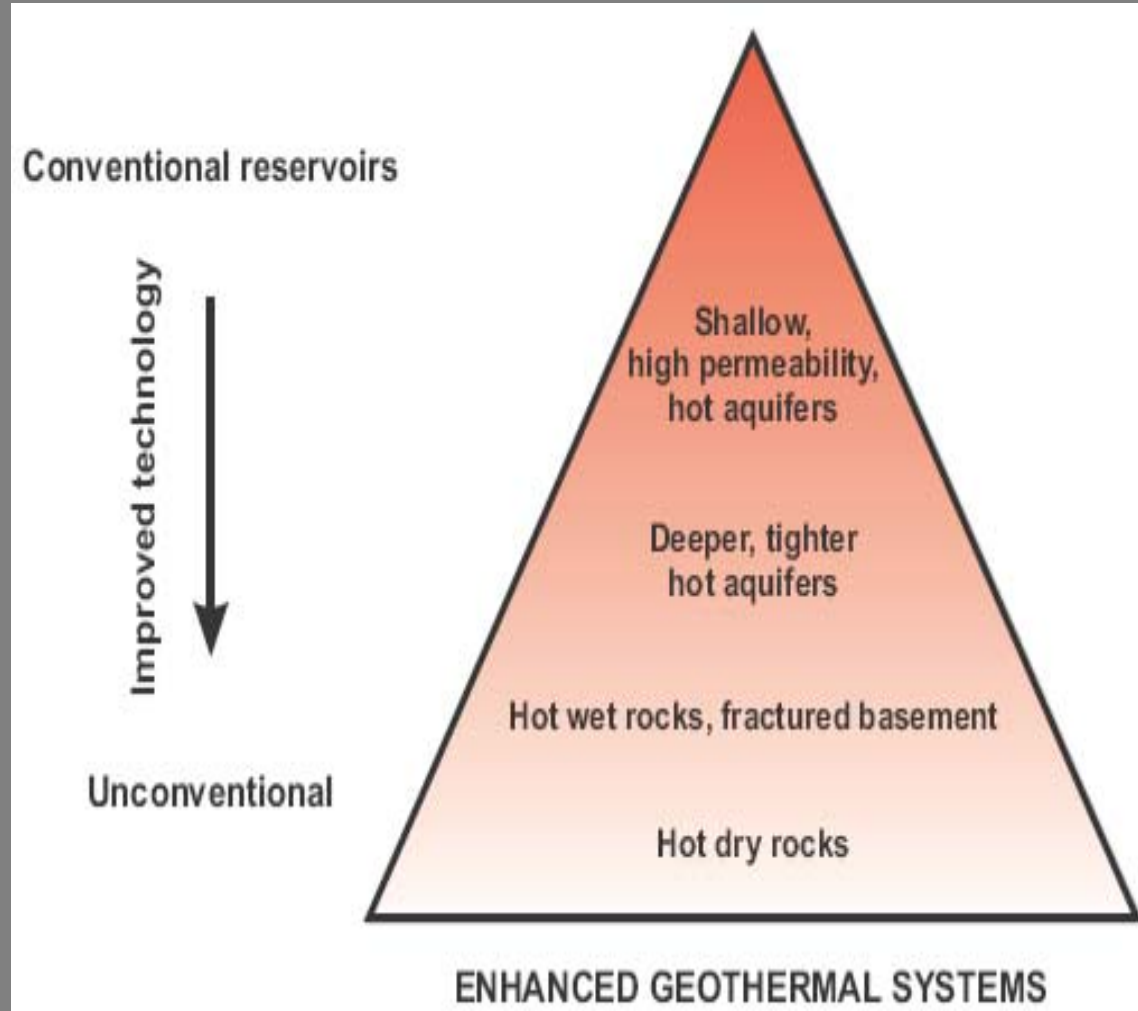 Conventional reservoirs
Improved technology
Unconventional
Shallow,
high permeability,
hot aquifers
Deeper, tighter
hot aquifers
Hot wet rocks, fractured basement
Hot dry rocks
ENHANCED GEOTHERMAL SYSTEMS